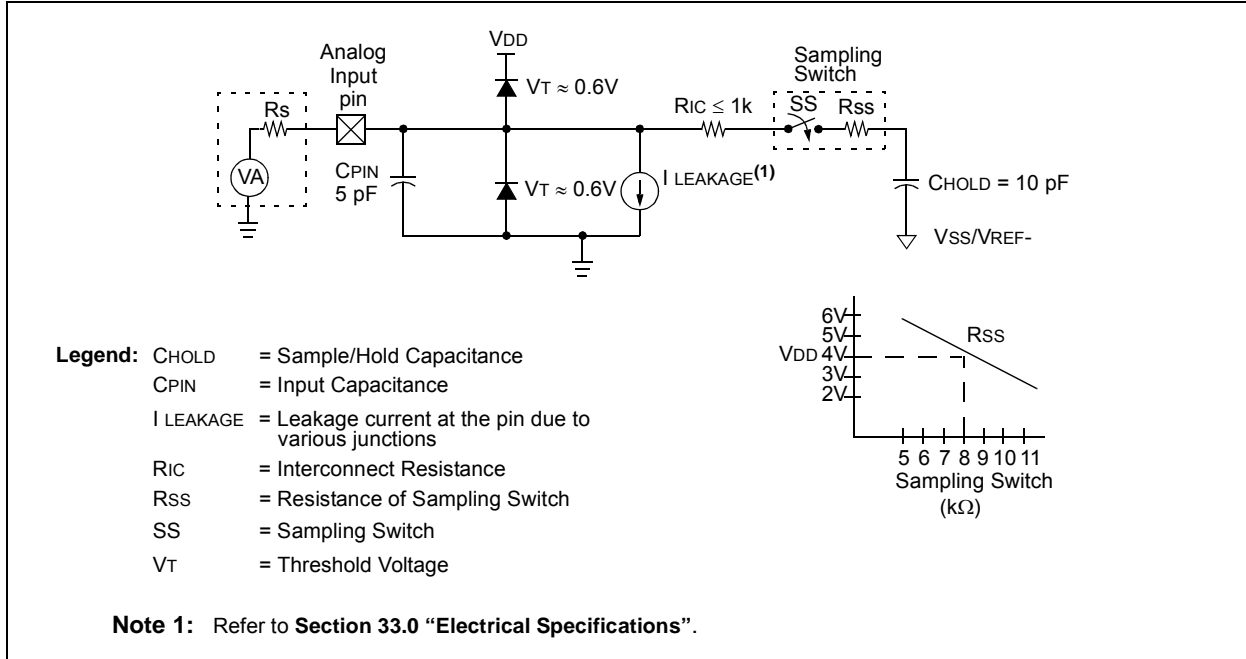 VDD
Analog
Input
pin
Sampling
Switch
Rs
VT ≈ 0.6V
RIC ≤ 1k
SS
Rss
VA
CPIN
5 pF
VT ≈ 0.6V
I LEAKAGE(1)
CHOLD = 10 pF
VSS/VREF-
6V
5V
VDD 4V
3V
2V
RSS
5 6 7 8 9 10 11
Sampling Switch
(kΩ)
Legend: CHOLD = Sample/Hold Capacitance
CPIN = Input Capacitance
I LEAKAGE = Leakage current at the pin due to
various junctions
RIC = Interconnect Resistance
RSS = Resistance of Sampling Switch
SS = Sampling Switch
VT = Threshold Voltage
Note 1: Refer to Section 33.0 “Electrical Specifications”.